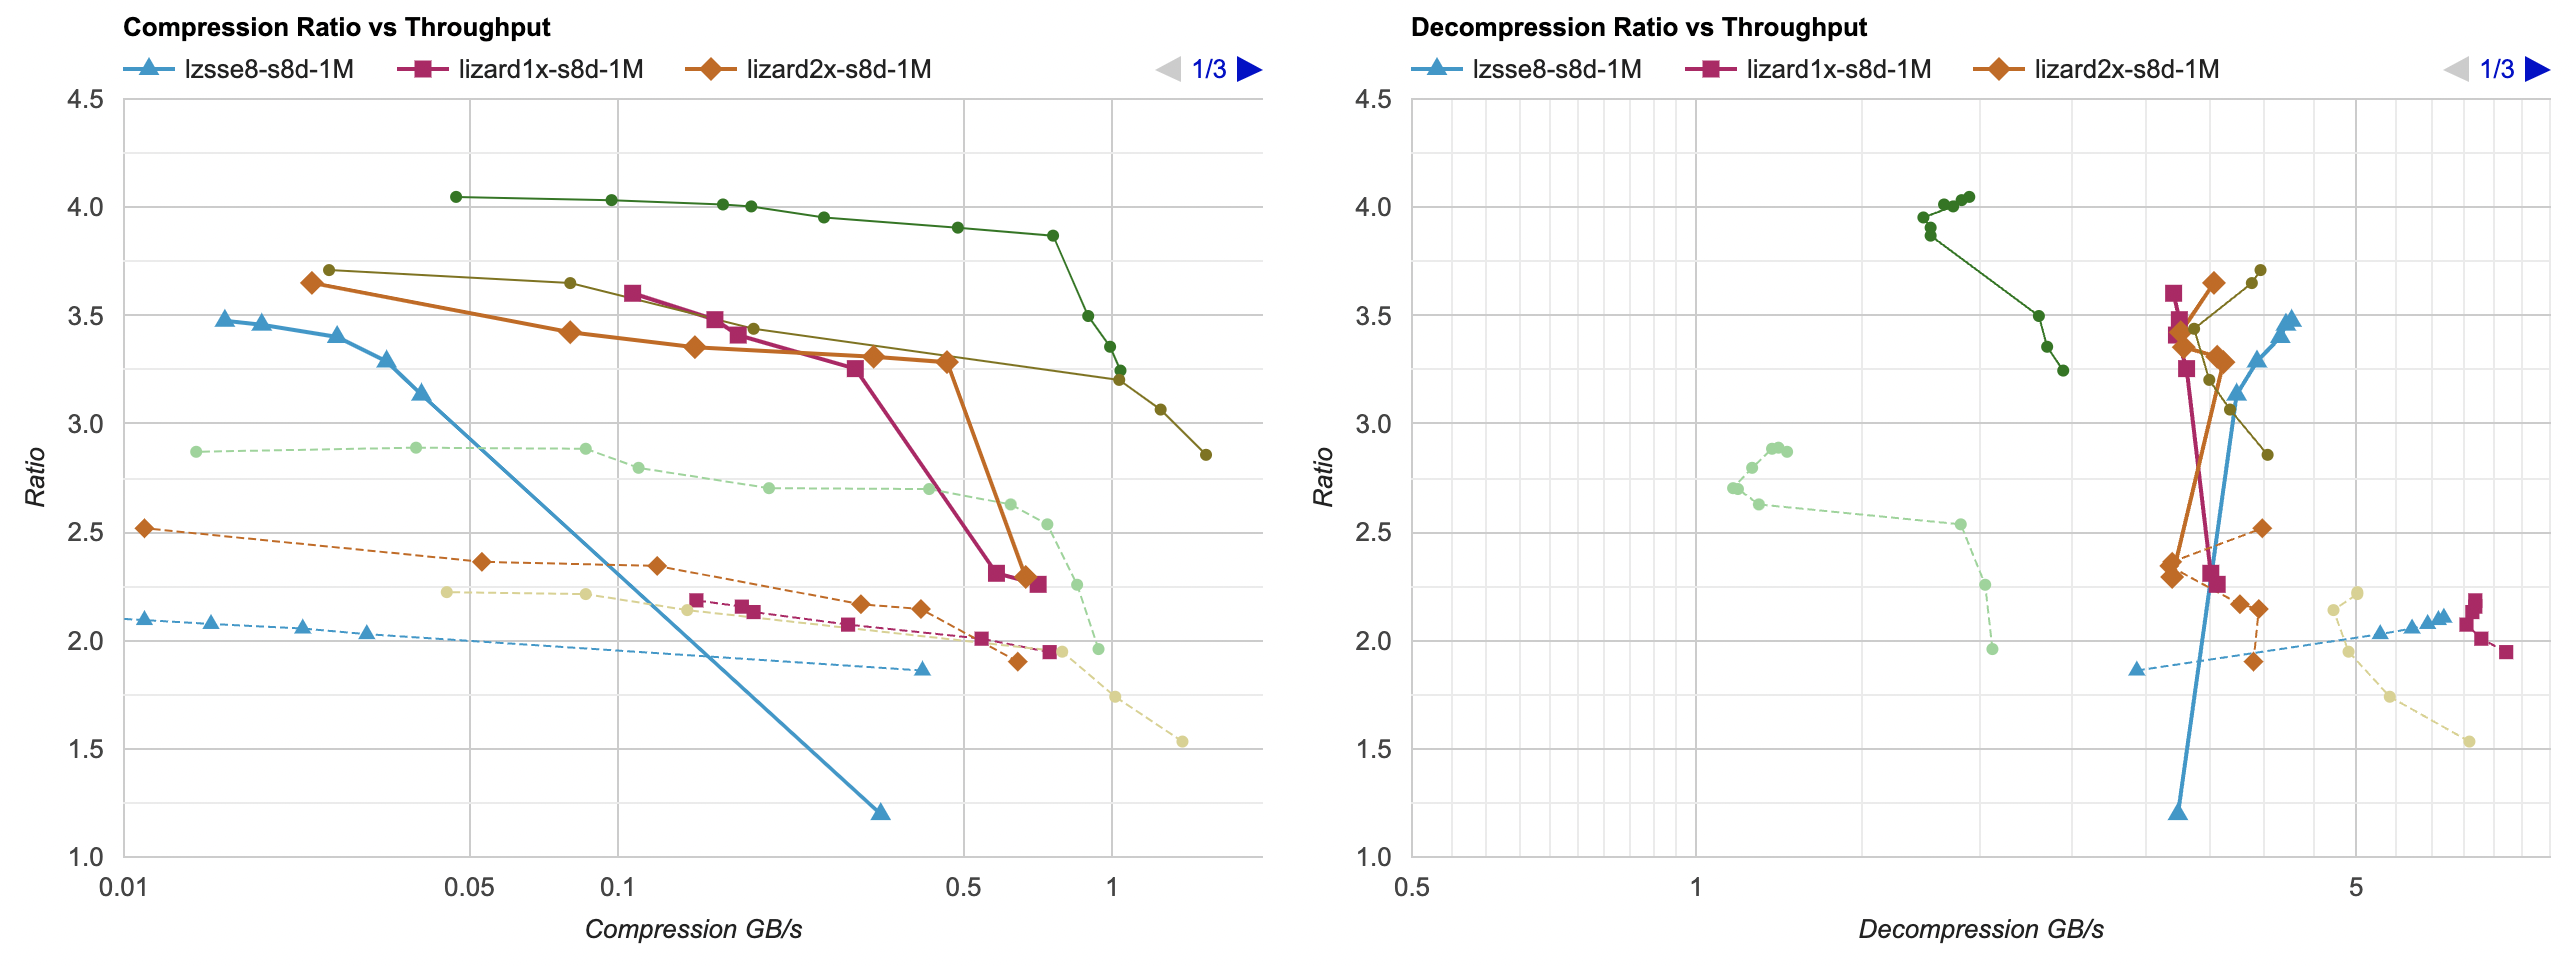 Compression Ratio vs Throughput
lzsse8-s8d-1M lizard1x-s8d-1M lizard2x-s8d-1M 1/3
4.5
4.0
3.5
3.0
2.5
2.0
1.5
1.0
Ratio
0.01 0.05 0.1 0.5 1
Compression GB/s
Decompression Ratio vs Throughput
lzsse8-s8d-1M lizard1x-s8d-1M lizard2x-s8d-1M 1/3
4.5
4.0
3.5
3.0
2.5
2.0
1.5
1.0
Ratio
0.5 1 5
Decompression GB/s